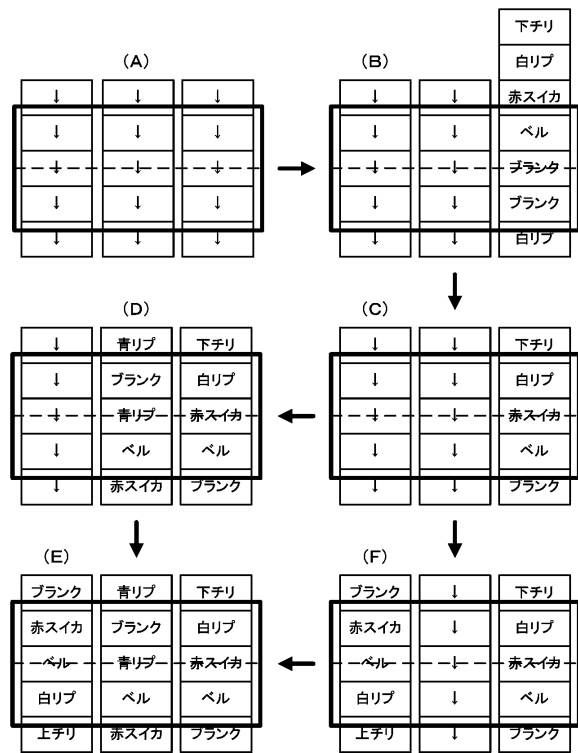 下チリ
白リプ
(A) (B)
↓ ↓ ↓ ↓ ↓ 赤スイカ
↓ ↓ ↓ ↓ ↓ ベル
↓ ↓ ↓ ↓ ↓ ブランク
↓ ↓ ↓ ↓ ↓ ブランク
↓ ↓ ↓ ↓ ↓ 白リプ
(D) (C)
↓ 青リプ 下チリ ↓ ↓ 下チリ
↓ ブランク 白リプ ↓ ↓ 白リプ
↓ 青リプ 赤スイカ ↓ ↓ 赤スイカ
↓ ベル ベル ↓ ↓ ベル
↓ 赤スイカ ブランク ↓ ↓ ブランク
(E) (F)
ブランク 青リプ 下チリ ブランク ↓ 下チリ
赤スイカ ブランク 白リプ 赤スイカ ↓ 白リプ
ベル 青リプ 赤スイカ ベル ↓ 赤スイカ
白リプ ベル ベル 白リプ ↓ ベル
上チリ 赤スイカ ブランク 上チリ ↓ ブランク